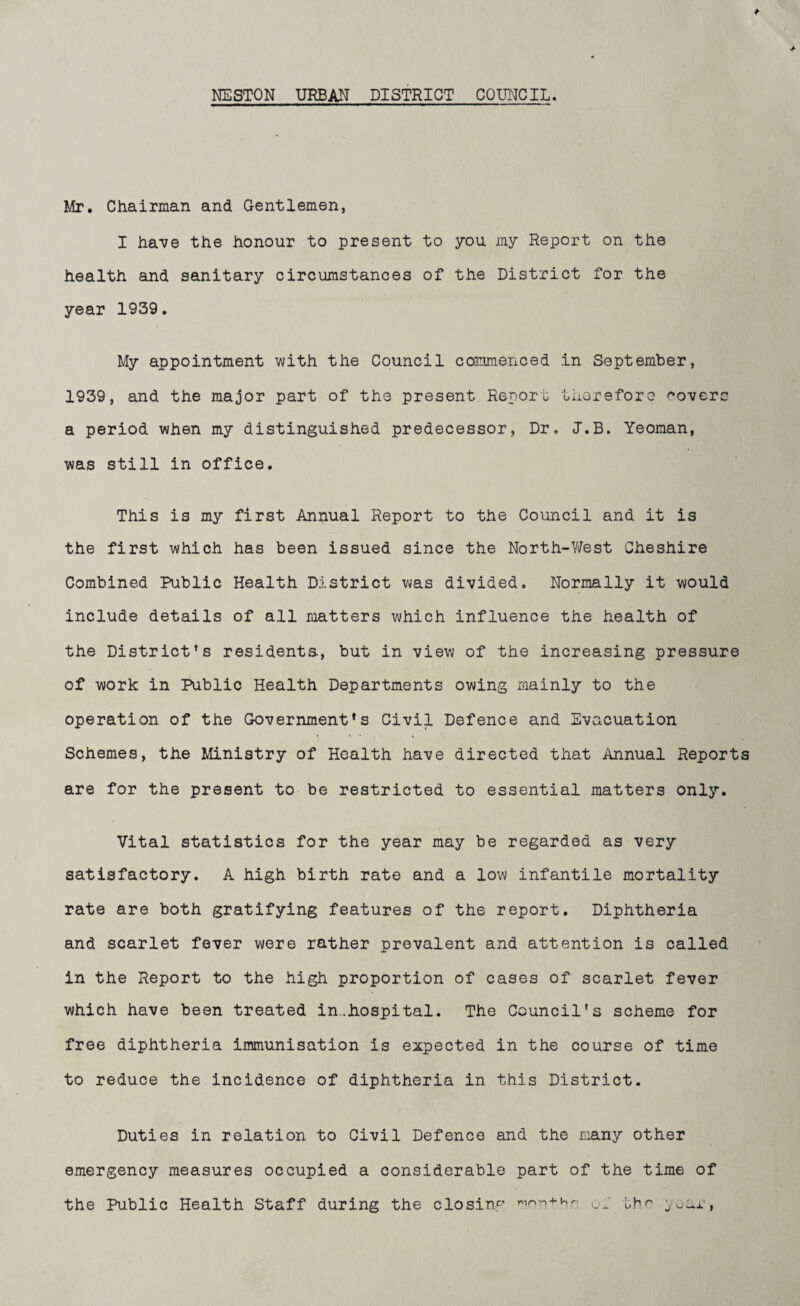 NESTON URBAN DISTRICT COUNCIL.
Mr. Chairman and Gentlemen,
I have the honour to present to you my Report on the
health and sanitary circumstances of the District for the
year 1939.
My appointment with the Council commenced in September,
1939, and the major part of the present Report therefore covers
a period when my distinguished predecessor, Dr. J.B. Yeoman,
was still in office.
This is my first Annual Report to the Council and it is
the first which has been issued since the North-West Cheshire
Combined Public Health District was divided. Normally it would
include details of all matters which influence the health of
the District's residents, but in view of the increasing pressure
of work in Public Health Departments owing mainly to the
operation of the Government's Civil Defence and Evacuation
Schemes, the Ministry of Health have directed that Annual Reports
are for the present to be restricted to essential matters only.
Vital statistics for the year may be regarded as very
satisfactory. A high birth rate and a low infantile mortality
rate are both gratifying features of the report. Diphtheria
and scarlet fever were rather prevalent and attention is called
in the Report to the high proportion of cases of scarlet fever
which have been treated in hospital. The Council's scheme for
free diphtheria immunisation is expected in the course of time
to reduce the incidence of diphtheria in this District.
Duties in relation to Civil Defence and the many other
emergency measures occupied a considerable part of the time of
the Public Health Staff during the closing months of the year,